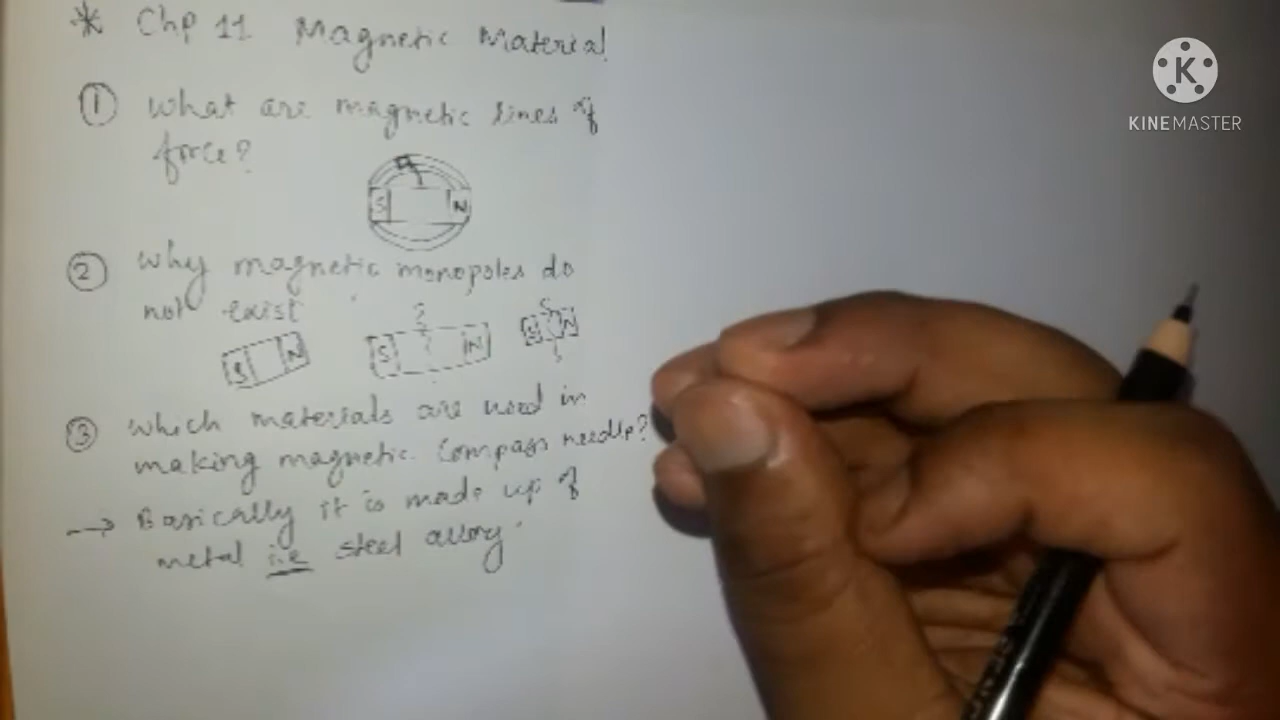 * Chp 11 Magnetic Material
① What are magnetic lines of
force?
S N
② Why magnetic monopoles do
not exist
S N S N S N
③ Which materials are used in
making magnetic compass needle?
→ Basically it is made up of
metal i.e steel alloy.
K
KINEMASTER